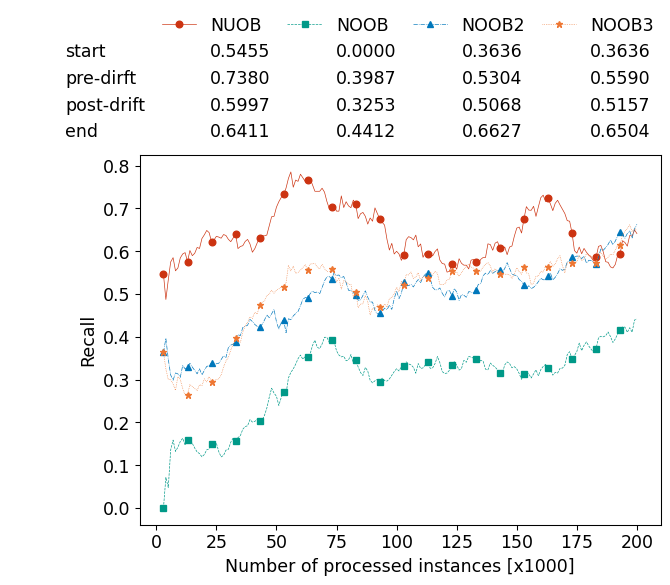 NUOB NOOB NOOB2 NOOB3
start 0.5455 0.0000 0.3636 0.3636
pre-dirft 0.7380 0.3987 0.5304 0.5590
post-drift 0.5997 0.3253 0.5068 0.5157
end 0.6411 0.4412 0.6627 0.6504
0.8
0.7
0.6
0.5
0.4
0.3
0.2
0.1
0.0
Recall
0 25 50 75 100 125 150 175 200
Number of processed instances [x1000]